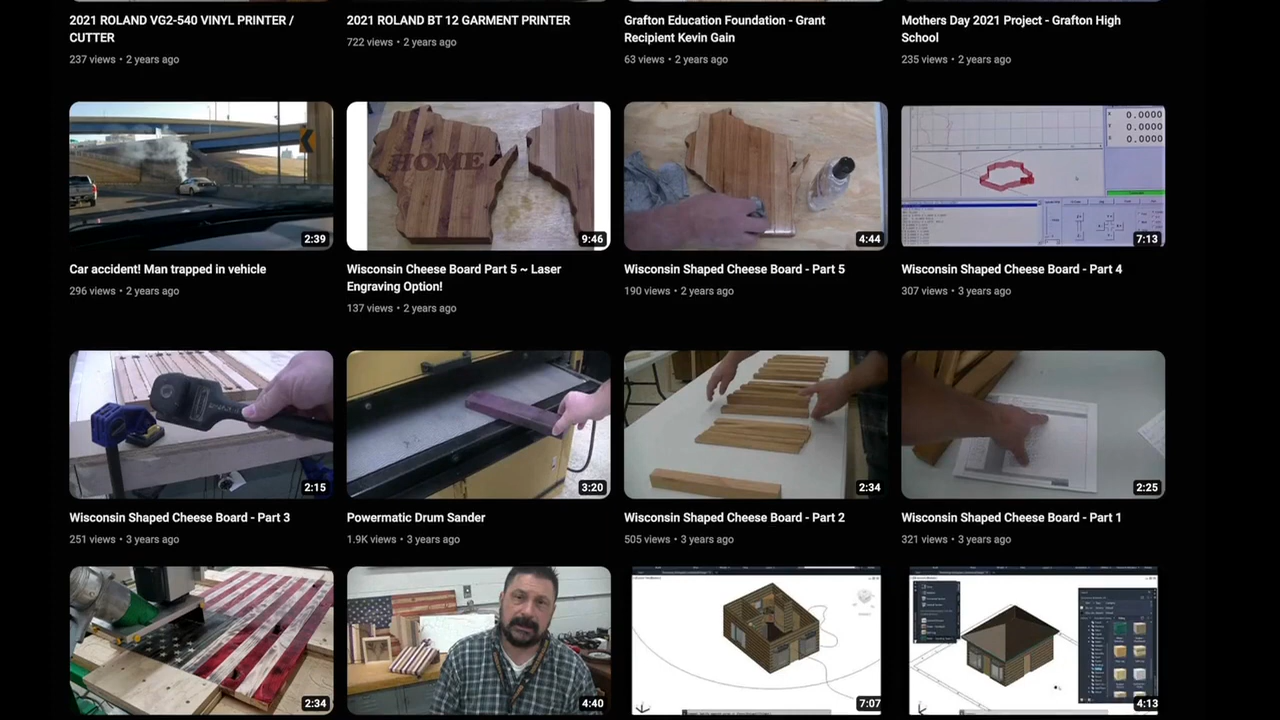 2021 ROLAND VG2-540 VINYL PRINTER /
CUTTER
237 views • 2 years ago
2021 ROLAND BT 12 GARMENT PRINTER
722 views • 2 years ago
Grafton Education Foundation - Grant
Recipient Kevin Gain
63 views • 2 years ago
Mothers Day 2021 Project - Grafton High
School
235 views • 2 years ago
2:39
HOME
9:46
4:44
0.0000
0.0000
0.0000
7:13
Car accident! Man trapped in vehicle
296 views • 2 years ago
Wisconsin Cheese Board Part 5 ~ Laser
Engraving Option!
137 views • 2 years ago
Wisconsin Shaped Cheese Board - Part 5
190 views • 2 years ago
Wisconsin Shaped Cheese Board - Part 4
307 views • 3 years ago
2:15
3:20
2:34
2:25
Wisconsin Shaped Cheese Board - Part 3
251 views • 3 years ago
Powermatic Drum Sander
1.9K views • 3 years ago
Wisconsin Shaped Cheese Board - Part 2
505 views • 3 years ago
Wisconsin Shaped Cheese Board - Part 1
321 views • 3 years ago
2:34
4:40
7:07
4:13